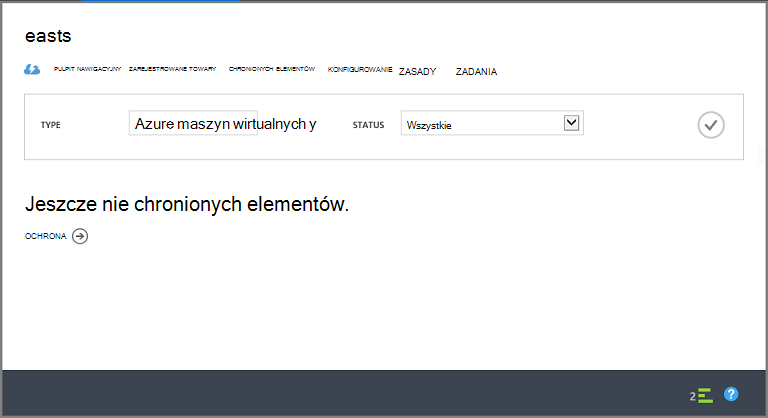 easts
PULPIT NAWIGACYJNY ZAREJESTROWANE TOWARY CHRONIONYCH ELEMENTÓW KONFIGUROWANIE ZASADY ZADANIA
TYPE Azure maszyn wirtualnych y STATUS Wszystkie
Jeszcze nie chronionych elementów.
OCHRONA
2 ?